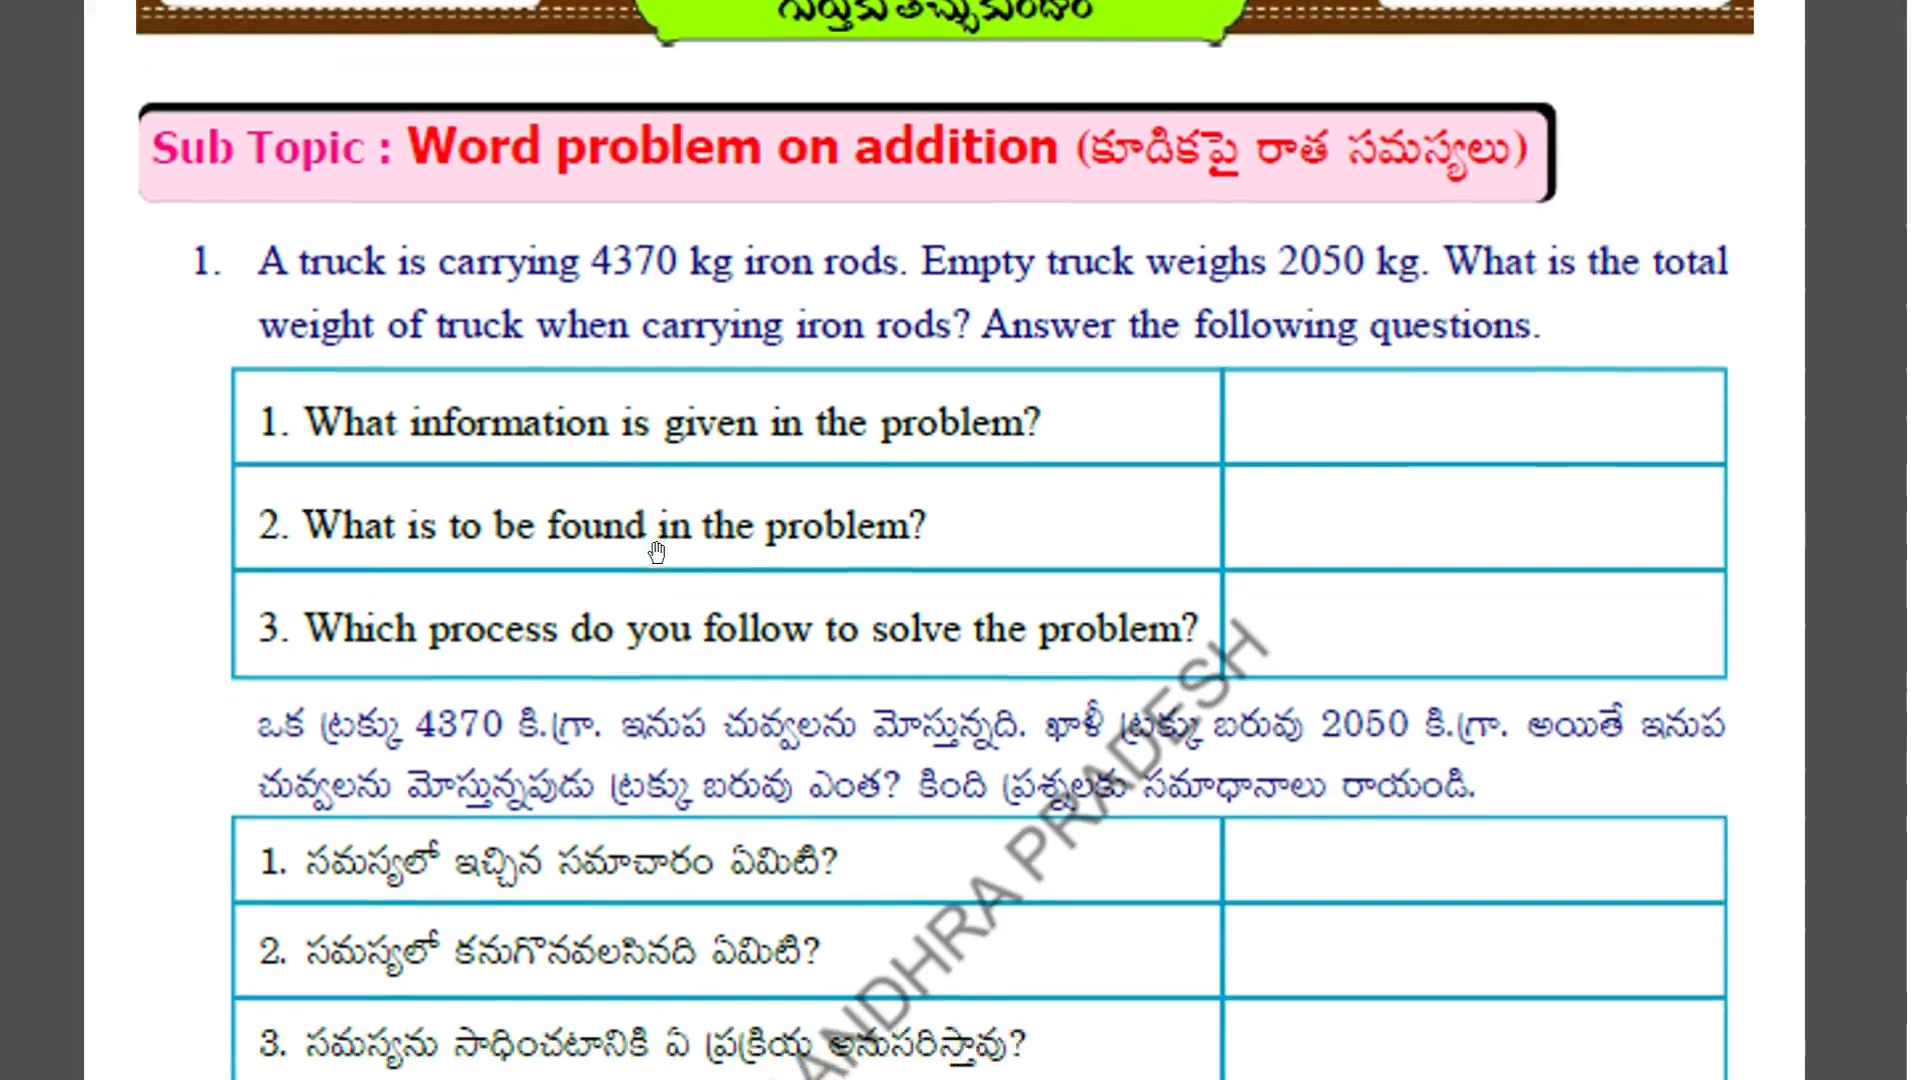 గుర్తుకు తెచ్చుకుందాం
Sub Topic : Word problem on addition (కూడికపై రాత సమస్యలు)
1. A truck is carrying 4370 kg iron rods. Empty truck weighs 2050 kg. What is the total
weight of truck when carrying iron rods? Answer the following questions.
1. What information is given in the problem?
2. What is to be found in the problem?
3. Which process do you follow to solve the problem?
ఒక ట్రక్కు 4370 కి.గ్రా. ఇనుప చువ్వలను మోస్తున్నది. ఖాళీ ట్రక్కు బరువు 2050 కి.గ్రా. అయితే ఇనుప
చువ్వలను మోస్తున్నపుడు ట్రక్కు బరువు ఎంత? కింది ప్రశ్నలకు సమాధానాలు రాయండి.
1. సమస్యలో ఇచ్చిన సమాచారం ఏమిటి?
2. సమస్యలో కనుగొనవలసినది ఏమిటి?
3. సమస్యను సాధించటానికి ఏ ప్రక్రియ అనుసరిస్తావు?
ANDHRA PRADESH